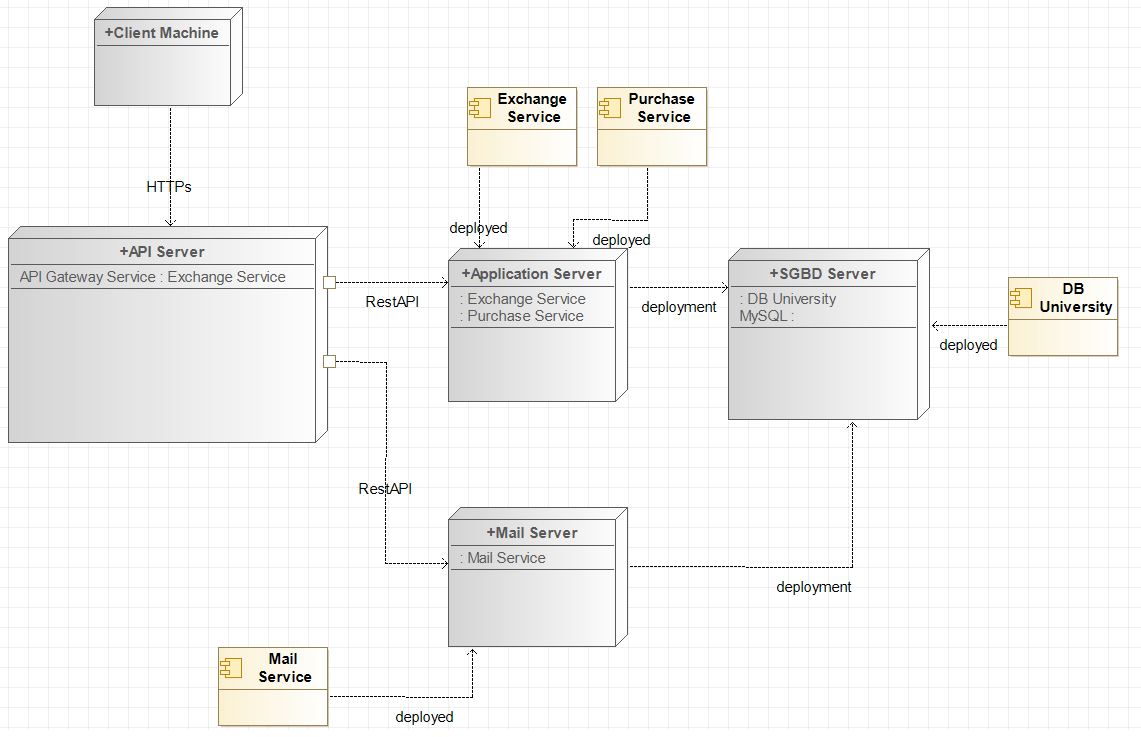 +Client Machine
HTTPs
Exchange
Service
Purchase
Service
deployed
deployed
+API Server
API Gateway Service : Exchange Service
RestAPI
+Application Server
: Exchange Service
: Purchase Service
deployment
+SGBD Server
: DB University
MySQL :
DB
University
deployed
RestAPI
+Mail Server
: Mail Service
deployment
Mail
Service
deployed